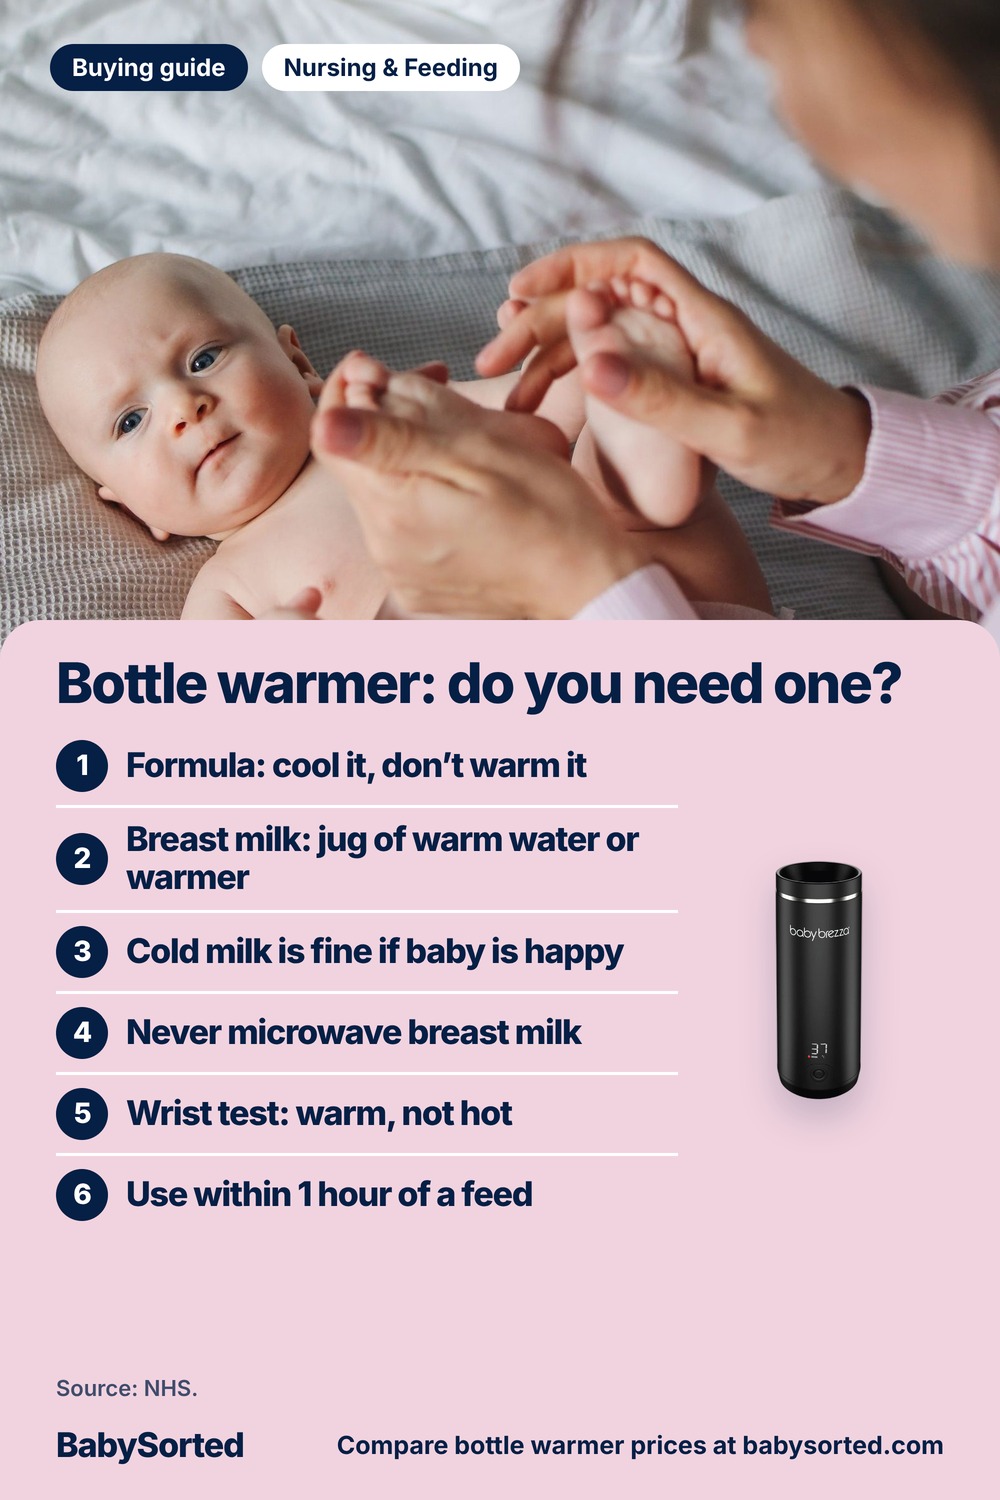 Buying guide
Nursing & Feeding
Bottle warmer: do you need one?
1 Formula: cool it, don’t warm it
2 Breast milk: jug of warm water or
warmer
3 Cold milk is fine if baby is happy
4 Never microwave breast milk
5 Wrist test: warm, not hot
6 Use within 1 hour of a feed
babybrezza
37
Source: NHS.
BabySorted
Compare bottle warmer prices at babysorted.com